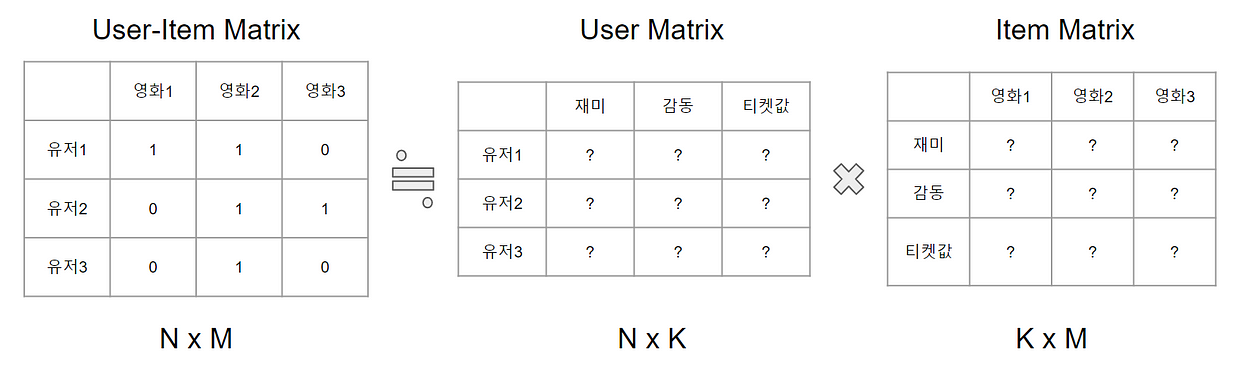 User-Item Matrix
영화1 영화2 영화3
유저1 1 1 0
유저2 0 1 1
유저3 0 1 0
N x M
≒
User Matrix
재미 감동 티켓값
유저1 ? ? ?
유저2 ? ? ?
유저3 ? ? ?
N x K
✖
Item Matrix
영화1 영화2 영화3
재미 ? ? ?
감동 ? ? ?
티켓값 ? ? ?
K x M